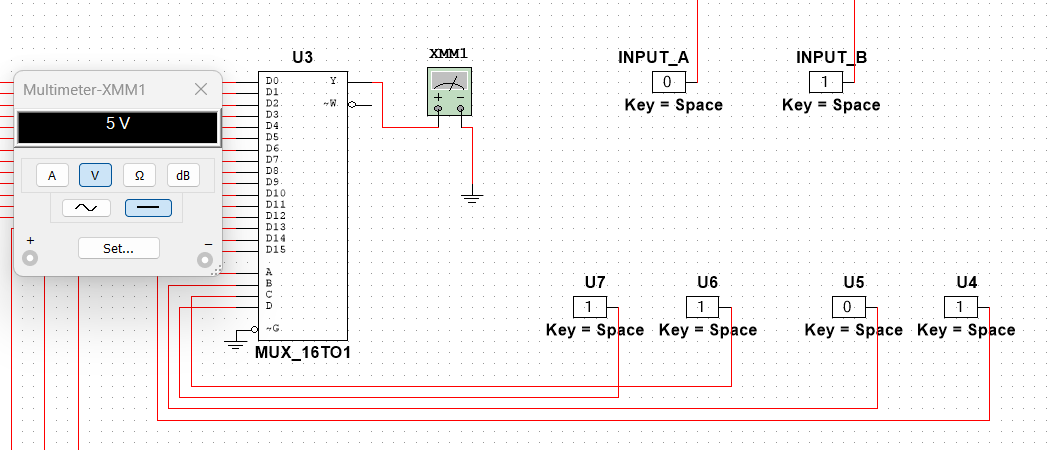 U3
XMM1
INPUT_A
INPUT_B
Multimeter-XMM1
5 V
A
V
Ω
dB
Set...
+
−
D0
D1
D2
D3
D4
D5
D6
D7
D8
D9
D10
D11
D12
D13
D14
D15
A
B
C
D
~G
Y
~W
MUX_16TO1
+
−
0
Key = Space
1
Key = Space
U7
U6
U5
U4
1
1
0
1
Key = Space
Key = Space
Key = Space
Key = Space